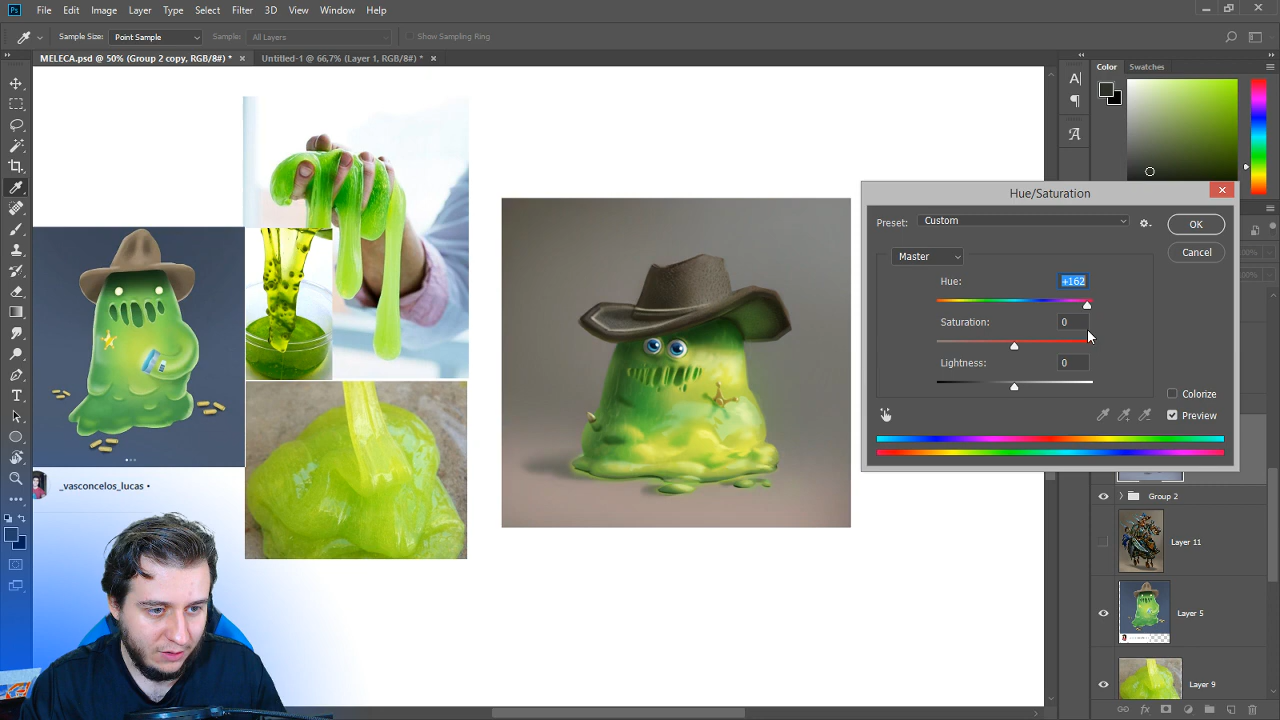 Ps File Edit Image Layer Type Select Filter 3D View Window Help
Sample Size: Point Sample Sample: All Layers Show Sampling Ring
MELECA.psd @ 50% (Group 2 copy, RGB/8#) * Untitled-1 @ 66,7% (Layer 1, RGB/8#) *
Color Swatches
Hue/Saturation
Preset: Custom OK
Cancel
Master
Hue: +162
Saturation: 0
Lightness: 0
Colorize
Preview
_vasconcelos_lucas •
Group 2
Layer 11
Layer 5
Layer 9